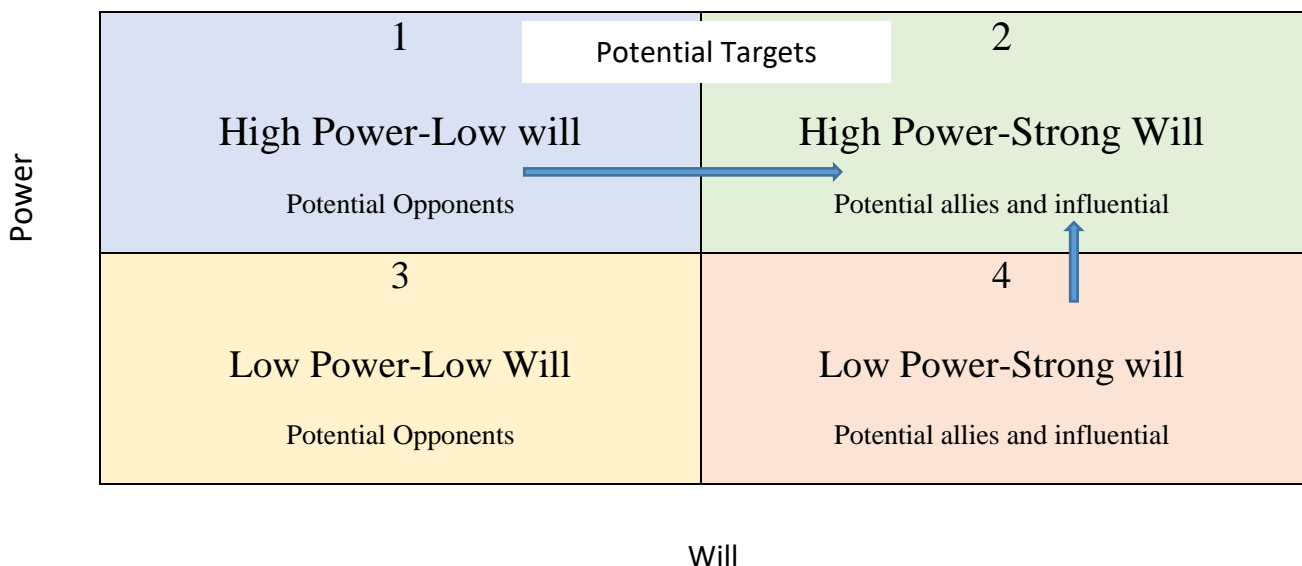 1
Potential Targets
2
High Power-Low will
High Power-Strong Will
Power
Potential Opponents
Potential allies and influential
3
4
Low Power-Low Will
Low Power-Strong will
Potential Opponents
Potential allies and influential
Will